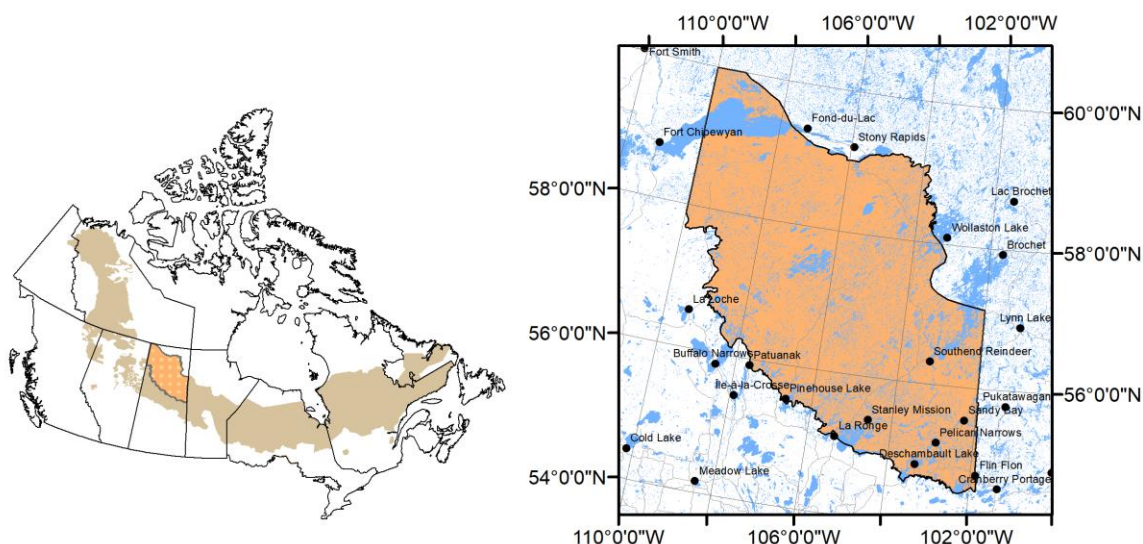 110°0'0"W
106°0'0"W
102°0'0"W
Fort Smith
60°0'0"N
Fond-du-Lac
Fort Chipewyan
Stony Rapids
58°0'0"N
Lac Brochet
Wollaston Lake
58°0'0"N
Brochet
La Loche
Lynn Lake
56°0'0"N
Buffalo Narrows
Patuanak
Southend Reindeer
Ile-à-la-Crosse
Pinehouse Lake
56°0'0"N
Pukatawagan
Stanley Mission
Sandy Bay
La Ronge
Pelican Narrows
Cold Lake
Deschambault Lake
Meadow Lake
Flin Flon
54°0'0"N
Cranberry Portage
110°0'0"W
106°0'0"W
102°0'0"W